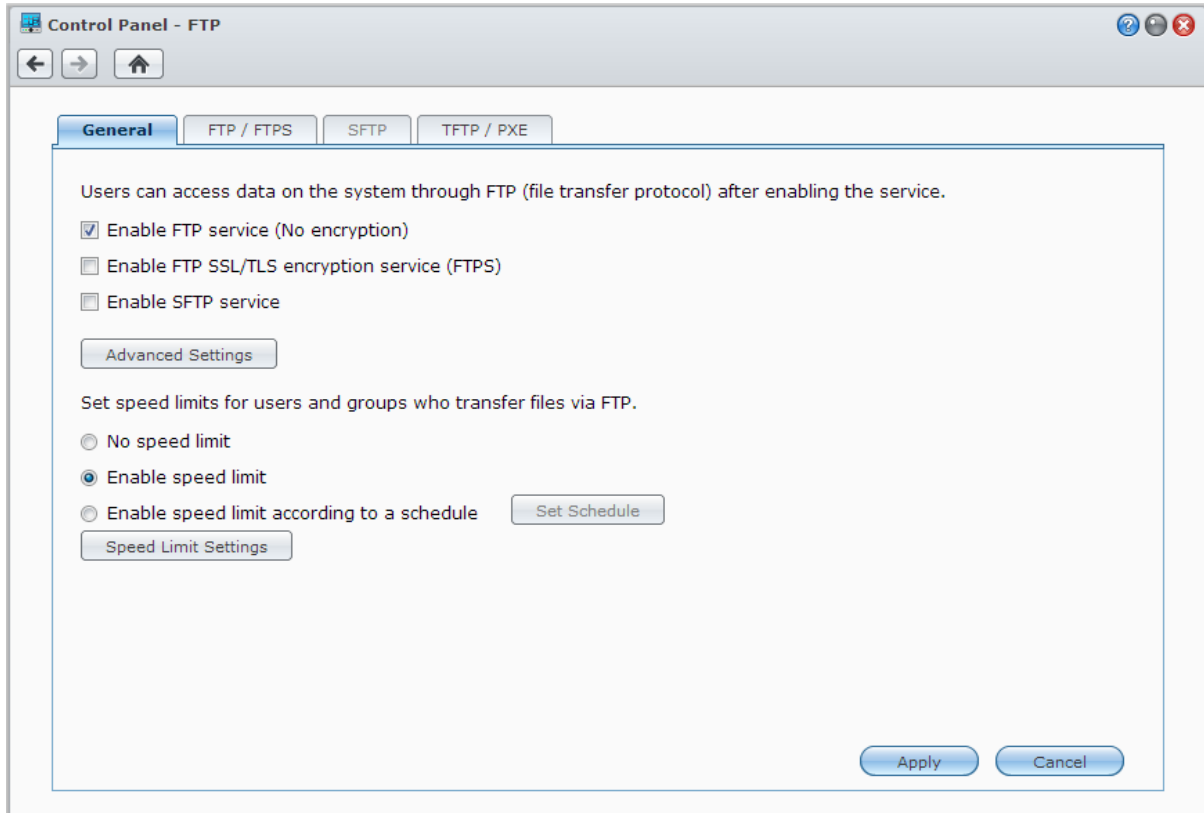 Control Panel - FTP
General FTP / FTPS SFTP TFTP / PXE
Users can access data on the system through FTP (file transfer protocol) after enabling the service.
Enable FTP service (No encryption)
Enable FTP SSL/TLS encryption service (FTPS)
Enable SFTP service
Advanced Settings
Set speed limits for users and groups who transfer files via FTP.
No speed limit
Enable speed limit
Enable speed limit according to a schedule Set Schedule
Speed Limit Settings
Apply Cancel